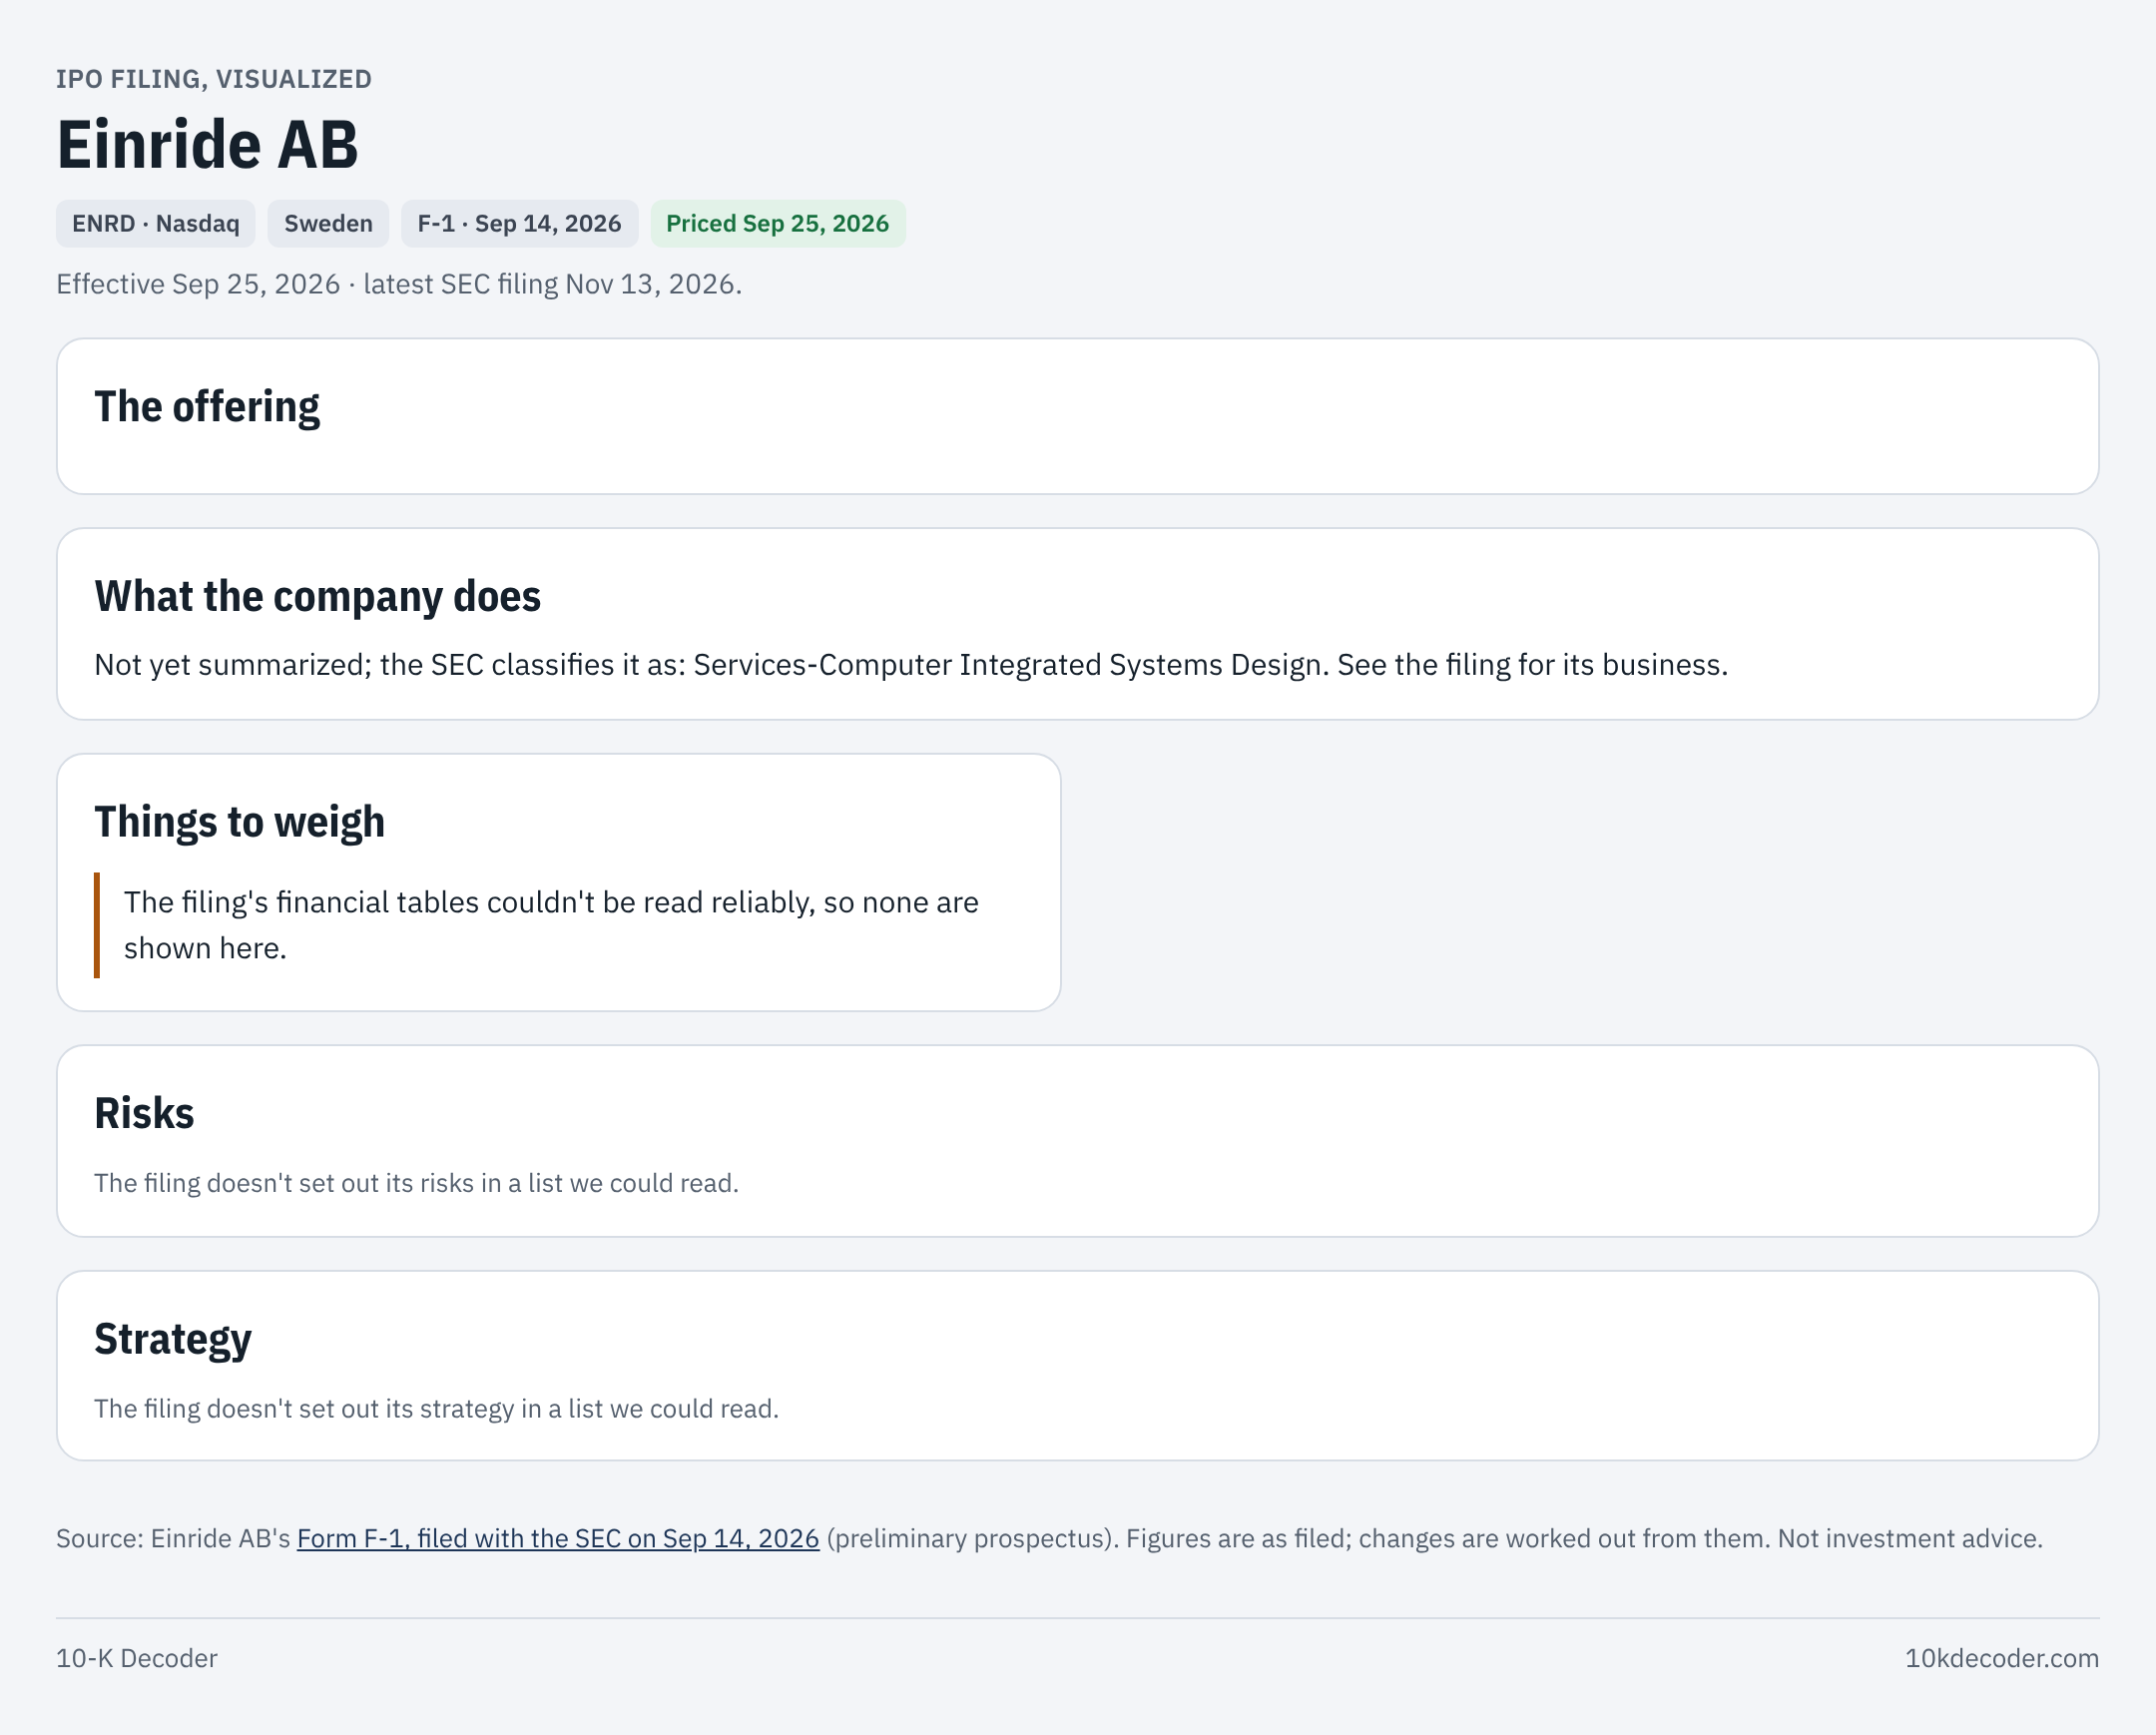 IPO FILING, VISUALIZED
Einride AB
ENRD · Nasdaq Sweden F-1 · Sep 14, 2026 Priced Sep 25, 2026
Effective Sep 25, 2026 · latest SEC filing Nov 13, 2026.
The offering
What the company does
Not yet summarized; the SEC classifies it as: Services-Computer Integrated Systems Design. See the filing for its business.
Things to weigh
The filing's financial tables couldn't be read reliably, so none are
shown here.
Risks
The filing doesn't set out its risks in a list we could read.
Strategy
The filing doesn't set out its strategy in a list we could read.
Source: Einride AB's Form F-1, filed with the SEC on Sep 14, 2026 (preliminary prospectus). Figures are as filed; changes are worked out from them. Not investment advice.
10-K Decoder 10kdecoder.com